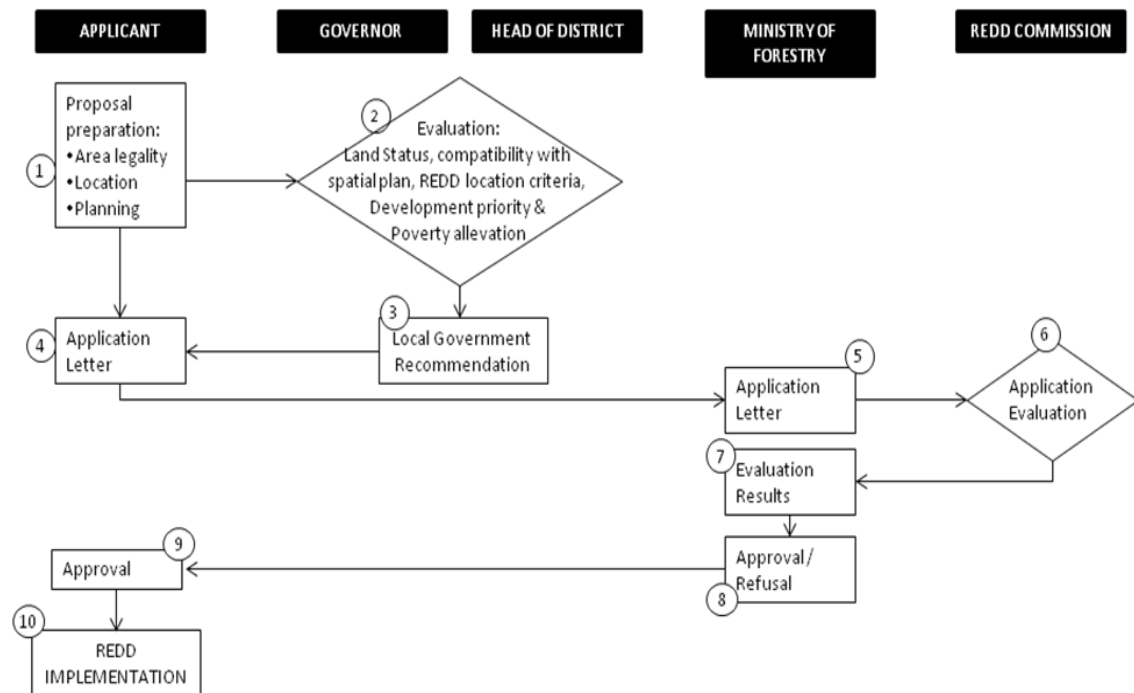 APPLICANT
GOVERNOR
HEAD OF DISTRICT
MINISTRY OF
FORESTRY
REDD COMMISSION
1
Proposal
preparation:
•Area legality
•Location
•Planning
2
Evaluation:
Land Status, compatibility with
spatial plan, REDD location criteria,
Development priority &
Poverty allevation
3
Local Government
Recommendation
4
Application
Letter
5
Application
Letter
6
Application
Evaluation
7
Evaluation
Results
8
Approval/
Refusal
9
Approval
10
REDD
IMPLEMENTATION